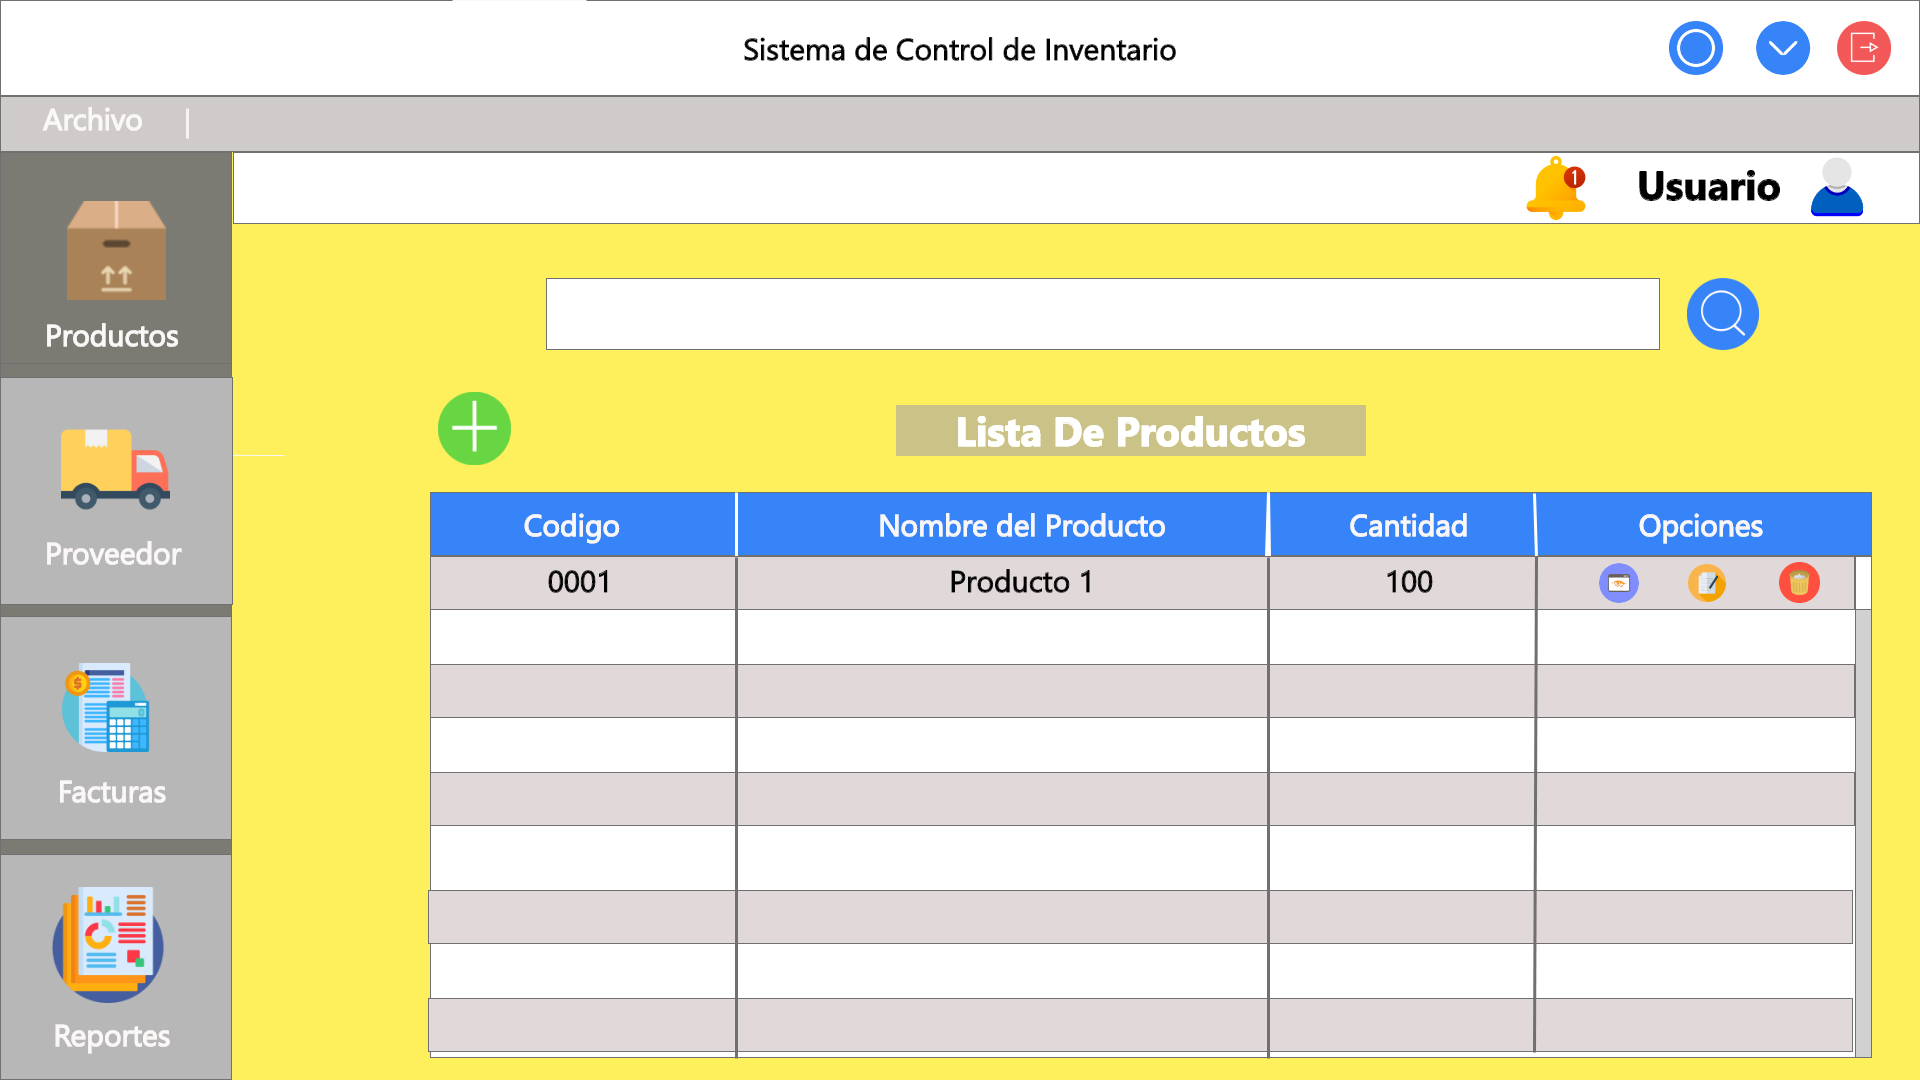 Sistema de Control de Inventario
Archivo |
1
Usuario
Productos
Lista De Productos
Proveedor
Codigo Nombre del Producto Cantidad Opciones
0001 Producto 1 100
Facturas
Reportes